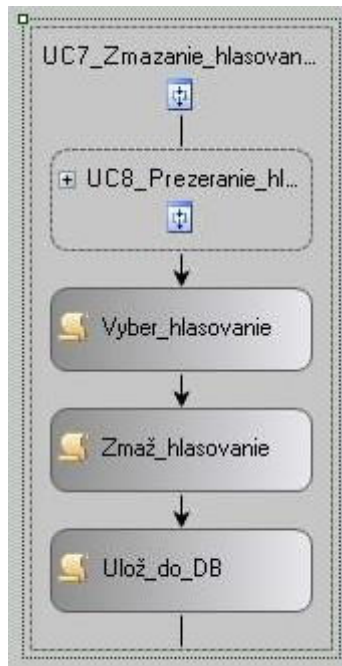 UC7_Zmazanie_hlasovan...
UC8_Prezeranie_hl...
Vyber_hlasovanie
Zmaž_hlasovanie
Ulož_do_DB